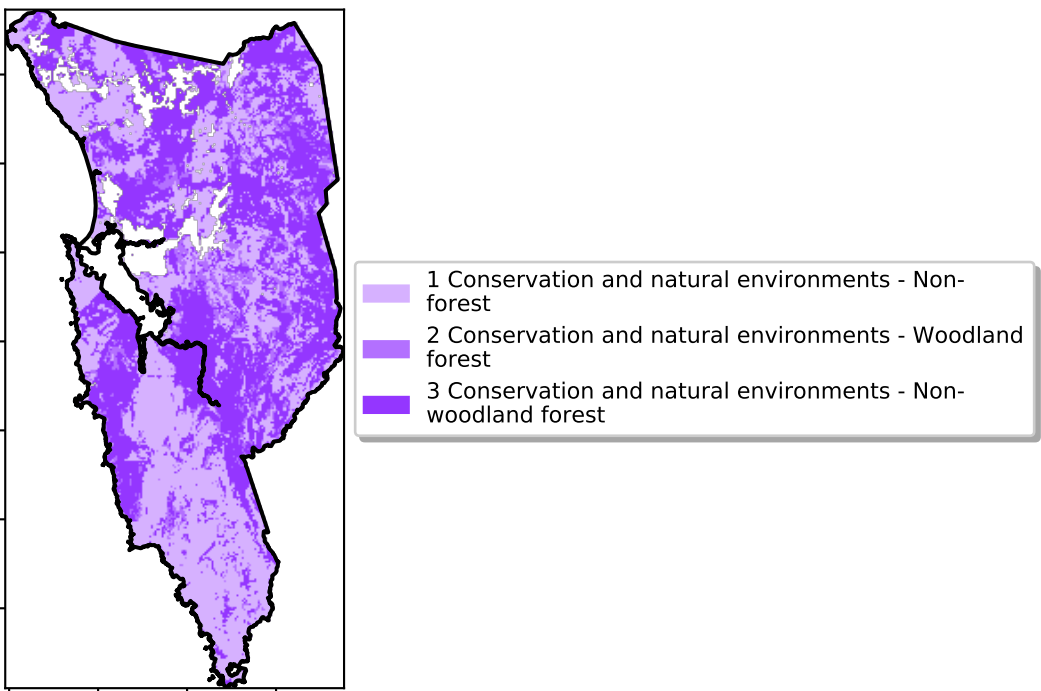 1 Conservation and natural environments - Non-
forest
2 Conservation and natural environments - Woodland
forest
3 Conservation and natural environments - Non-
woodland forest